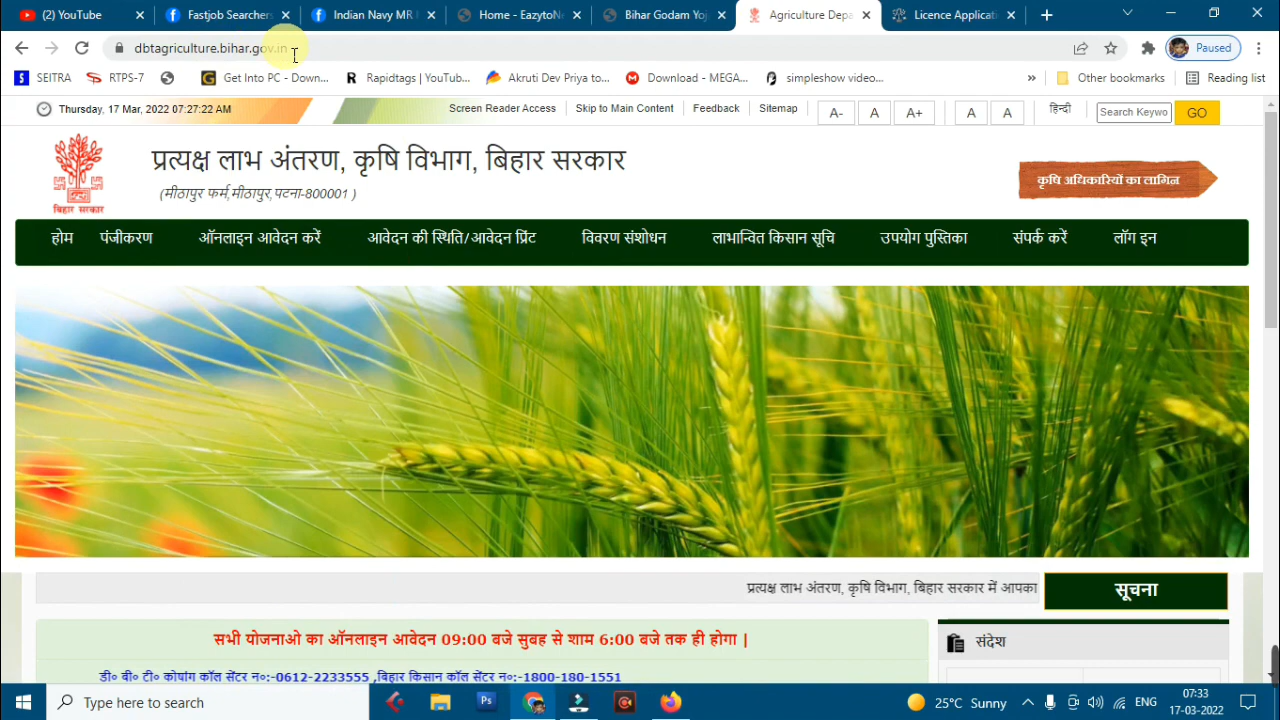 (2) YouTube
Fastjob Searchers
Indian Navy MR
Home - EazytoNe
Bihar Godam Yoj
Agriculture Depa
Licence Applicati
dbtagriculture.bihar.gov.in
Paused
SEITRA
RTPS-7
Get Into PC - Down...
Rapidtags | YouTub...
Akruti Dev Priya to...
Download - MEGA...
simpleshow video...
»
Other bookmarks
Reading list
Thursday, 17 Mar, 2022 07:27:22 AM
Screen Reader Access
Skip to Main Content
Feedback
Sitemap
A-
A
A+
A
A
हिन्दी
Search Keywo
GO
प्रत्यक्ष लाभ अंतरण, कृषि विभाग, बिहार सरकार
(मीठापुर फर्म,मीठापुर,पटना-800001 )
बिहार सरकार
कृषि अधिकारियों का लागिन
होम
पंजीकरण
ऑनलाइन आवेदन करें
आवेदन की स्थिति/आवेदन प्रिंट
विवरण संशोधन
लाभान्वित किसान सूचि
उपयोग पुस्तिका
संपर्क करें
लॉग इन
प्रत्यक्ष लाभ अंतरण, कृषि विभाग, बिहार सरकार में आपका
सूचना
सभी योजनाओ का ऑनलाइन आवेदन 09:00 बजे सुबह से शाम 6:00 बजे तक ही होगा |
संदेश
डी० बी० टी० कोषांग कॉल सेंटर न०:-0612-2233555 ,बिहार किसान कॉल सेंटर न०:-1800-180-1551
Type here to search
Ps
25°C Sunny
ENG
07:33
17-03-2022